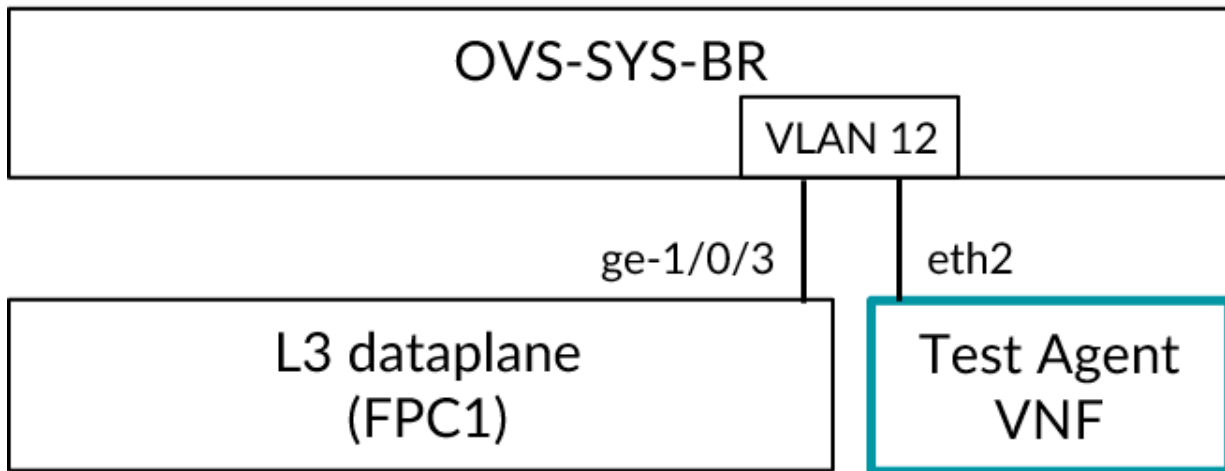 OVS-SYS-BR
VLAN 12
ge-1/0/3
eth2
L3 dataplane
(FPC1)
Test Agent
VNF